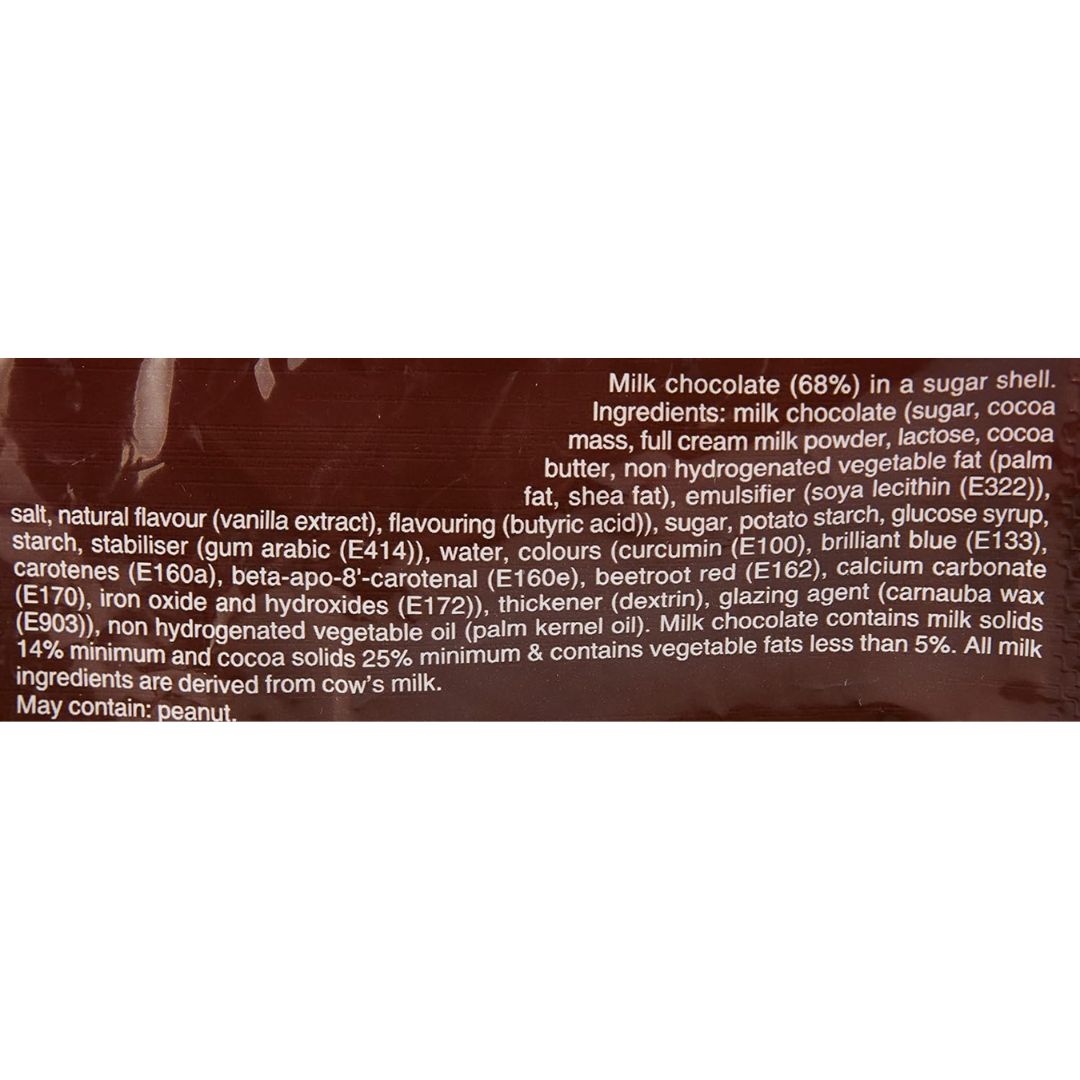 Milk chocolate (68%) in a sugar shell.
Ingredients: milk chocolate (sugar, cocoa
mass, full cream milk powder, lactose, cocoa
butter, non hydrogenated vegetable fat (palm
fat, shea fat), emulsifier (soya lecithin (E322)),
salt, natural flavour (vanilla extract), flavouring (butyric acid)), sugar, potato starch, glucose syrup,
starch, stabiliser (gum arabic (E414)), water, colours (curcumin (E100), brilliant blue (E133),
carotenes (E160a), beta-apo-8'-carotenal (E160e), beetroot red (E162), calcium carbonate
(E170), iron oxide and hydroxides (E172)), thickener (dextrin), glazing agent (carnauba wax
(E903)), non hydrogenated vegetable oil (palm kernel oil). Milk chocolate contains milk solids
14% minimum and cocoa solids 25% minimum & contains vegetable fats less than 5%. All milk
ingredients are derived from cow's milk.
May contain: peanut.